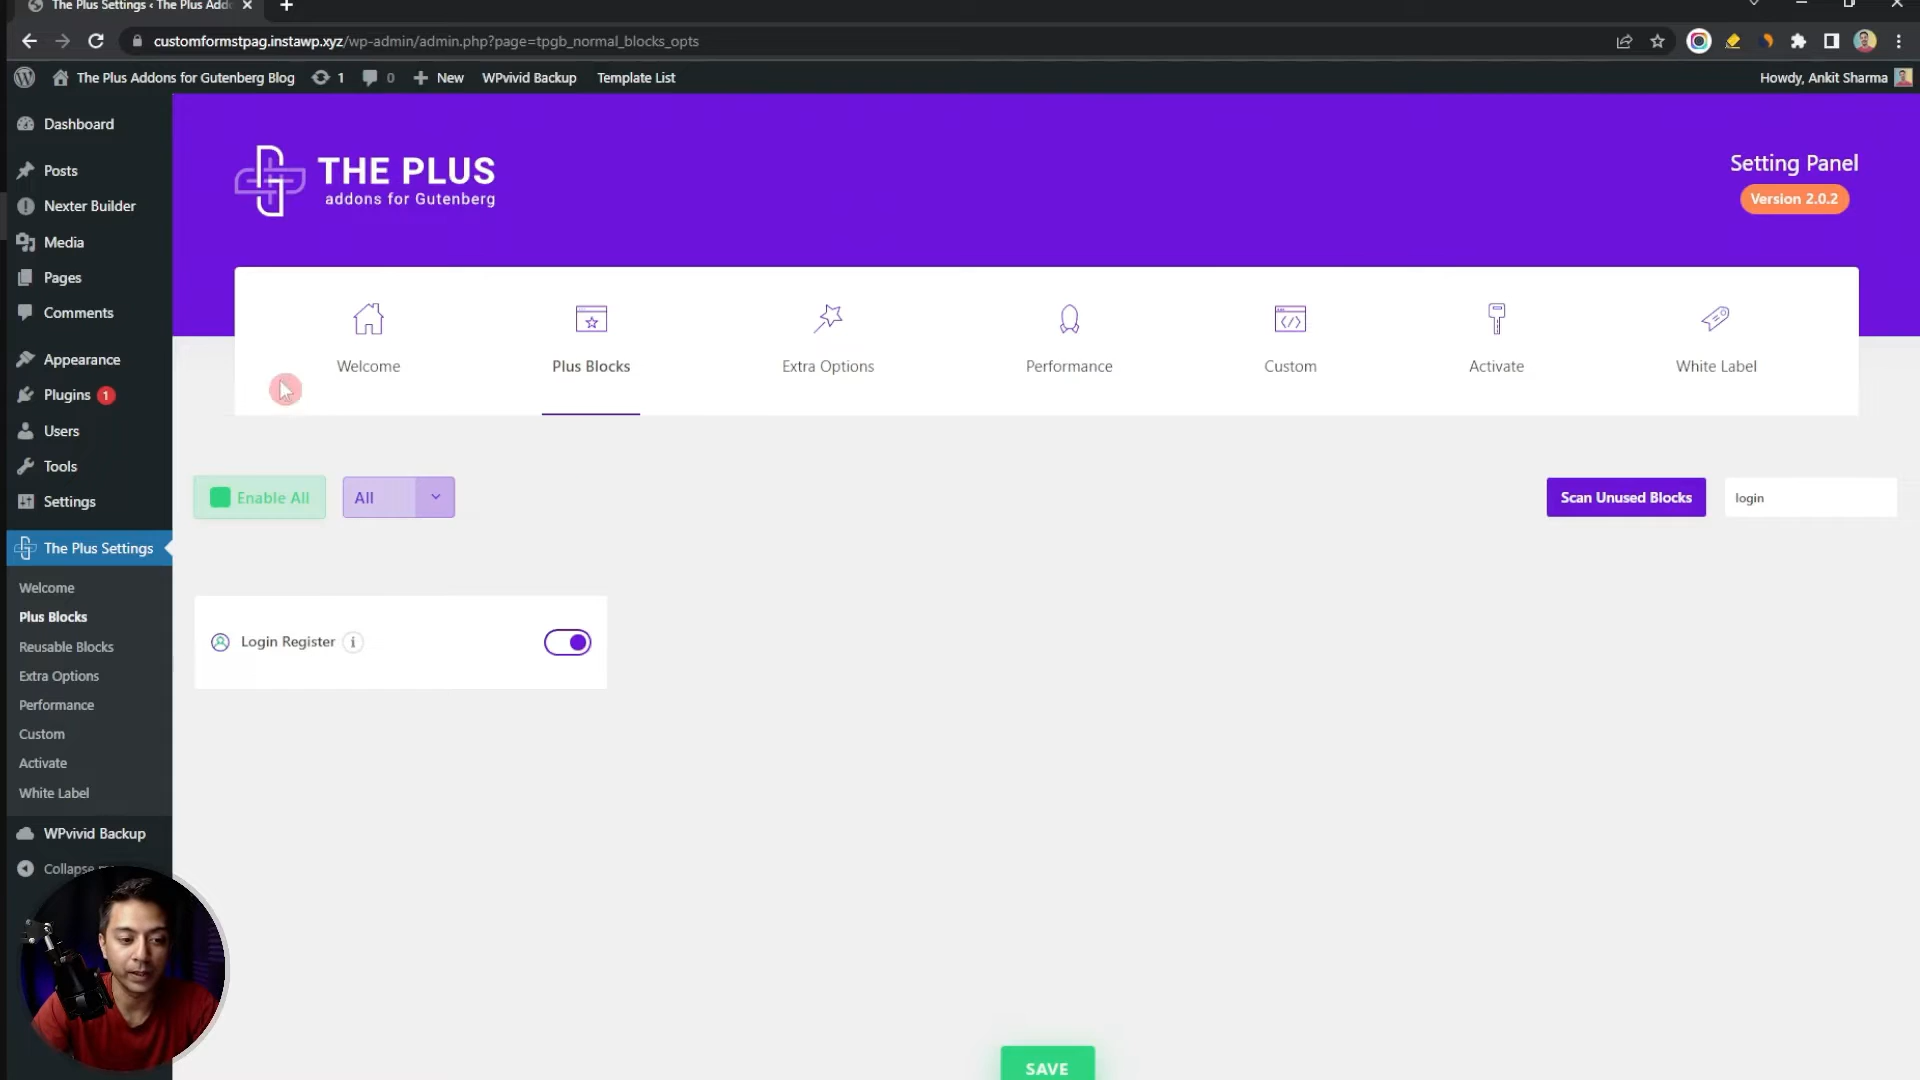 The Plus Settings ‹ The Plus Add
customformstpag.instawp.xyz/wp-admin/admin.php?page=tpgb_normal_blocks_opts
The Plus Addons for Gutenberg Blog 1 0 New WPvivid Backup Template List Howdy, Ankit Sharma
Dashboard
Posts
Nexter Builder
Media
Pages
Comments
Appearance
Plugins 1
Users
Tools
Settings
The Plus Settings
Welcome
Plus Blocks
Reusable Blocks
Extra Options
Performance
Custom
Activate
White Label
WPvivid Backup
Collapse
THE PLUS
addons for Gutenberg
Setting Panel
Version 2.0.2
Welcome Plus Blocks Extra Options Performance Custom Activate White Label
Enable All All Scan Unused Blocks login
Login Register i
SAVE